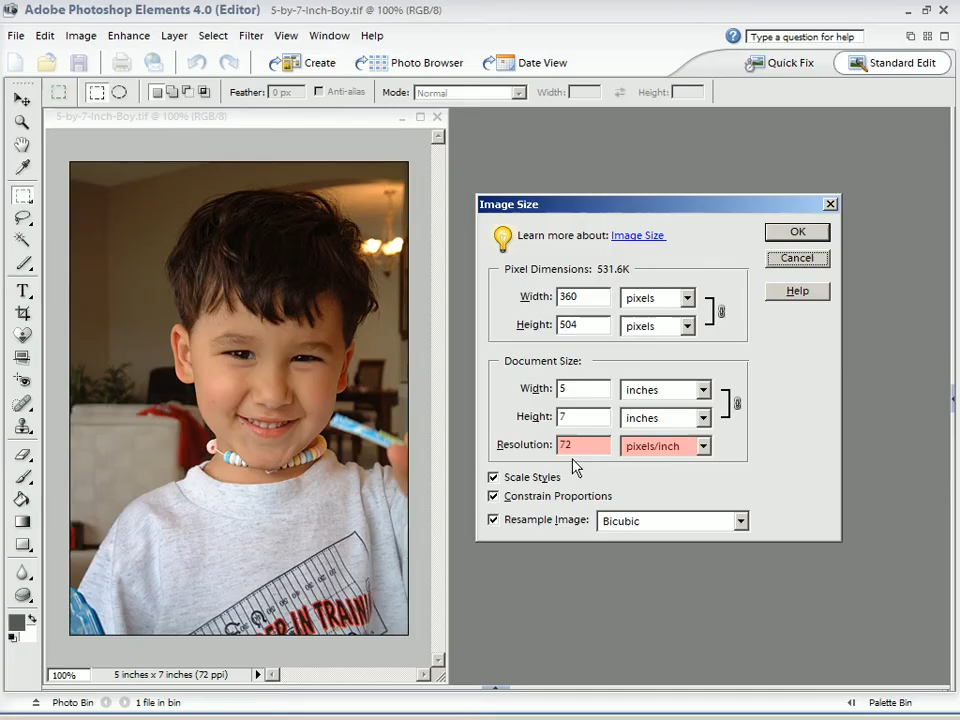 Adobe Photoshop Elements 4.0 (Editor) 5-by-7-Inch-Boy.tif @ 100% (RGB/8)
File Edit Image Enhance Layer Select Filter View Window Help
Type a question for help
Create Photo Browser Date View Quick Fix Standard Edit
Feather: 0 px Anti-alias Mode: Normal Width: Height:
5-by-7-Inch-Boy.tif @ 100% (RGB/8)
Image Size
Learn more about: Image Size
OK
Cancel
Help
Pixel Dimensions: 531.6K
Width: 360 pixels
Height: 504 pixels
Document Size:
Width: 5 inches
Height: 7 inches
Resolution: 72 pixels/inch
Scale Styles
Constrain Proportions
Resample Image: Bicubic
IN TRAINI
100% 5 inches x 7 inches (72 ppi)
Photo Bin 1 file in bin Palette Bin